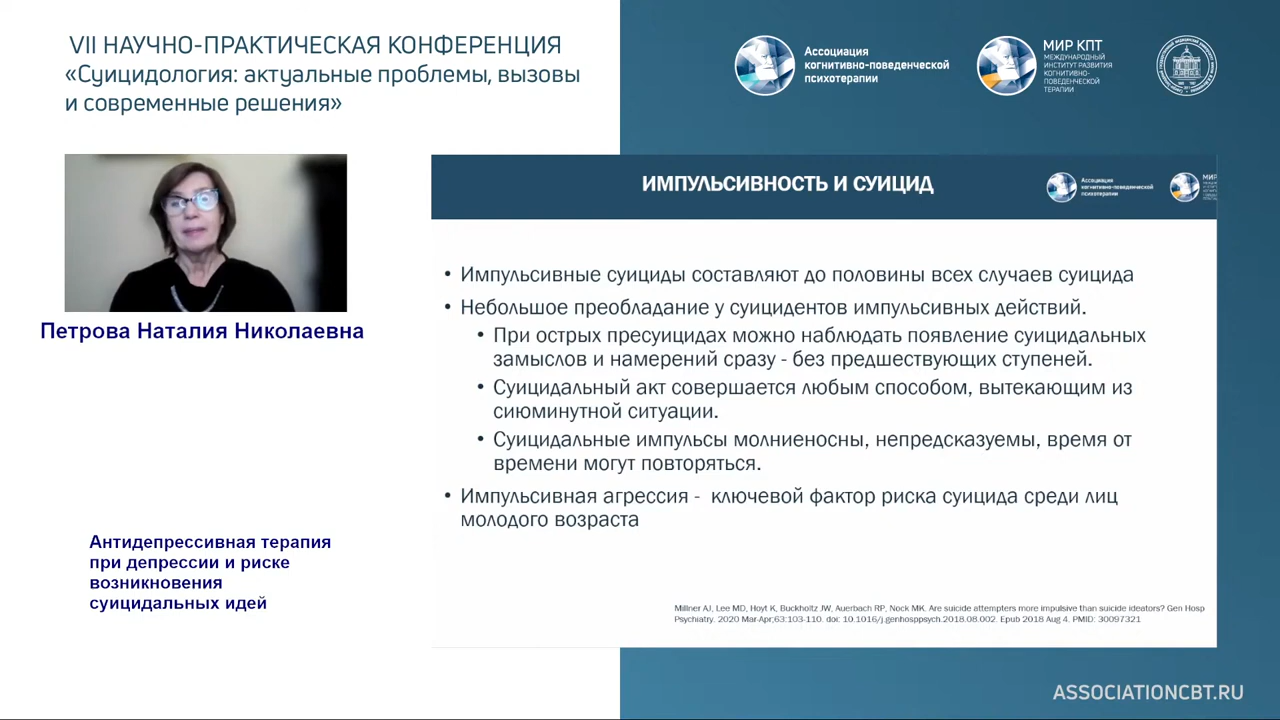 VII НАУЧНО-ПРАКТИЧЕСКАЯ КОНФЕРЕНЦИЯ
«Суицидология: актуальные проблемы, вызовы
и современные решения»
Ассоциация
когнитивно-поведенческой
психотерапии
МИР КПТ
МЕЖДУНАРОДНЫЙ
ИНСТИТУТ РАЗВИТИЯ
КОГНИТИВНО-
ПОВЕДЕНЧЕСКОЙ
ТЕРАПИИ
Петрова Наталия Николаевна
Антидепрессивная терапия
при депрессии и риске
возникновения
суицидальных идей
ИМПУЛЬСИВНОСТЬ И СУИЦИД
Ассоциация
когнитивно-поведенческой
психотерапии
МИР
• Импульсивные суициды составляют до половины всех случаев суицида
• Небольшое преобладание у суицидентов импульсивных действий.
• При острых пресуицидах можно наблюдать появление суицидальных
замыслов и намерений сразу - без предшествующих ступеней.
• Суицидальный акт совершается любым способом, вытекающим из
сиюминутной ситуации.
• Суицидальные импульсы молниеносны, непредсказуемы, время от
времени могут повторяться.
• Импульсивная агрессия - ключевой фактор риска суицида среди лиц
молодого возраста
Millner AJ, Lee MD, Hoyt K, Buckholtz JW, Auerbach RP, Nock MK. Are suicide attempters more impulsive than suicide ideators? Gen Hosp
Psychiatry. 2020 Mar-Apr;63:103-110. doi: 10.1016/j.genhosppsych.2018.08.002. Epub 2018 Aug 4. PMID: 30097321
ASSOCIATIONCBT.RU